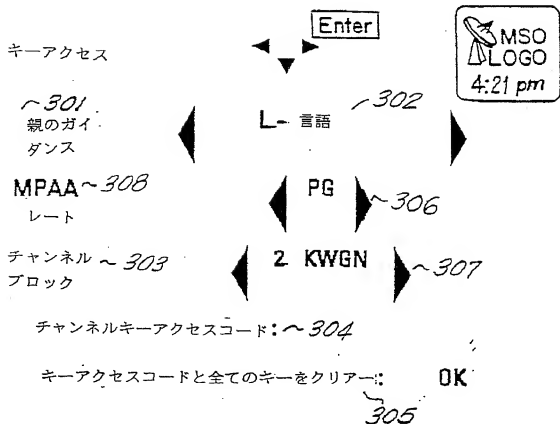 Enter
キーアクセス
MSO
LOGO
4:21 pm
~301
親のガイ
ダンス
L- 言語
~302
MPAA ~308
レート
PG
~306
チャンネル ~303
ブロック
2 KWGN
~307
チャンネルキーアクセスコード: ~304
キーアクセスコードと全てのキーをクリアー: OK
305